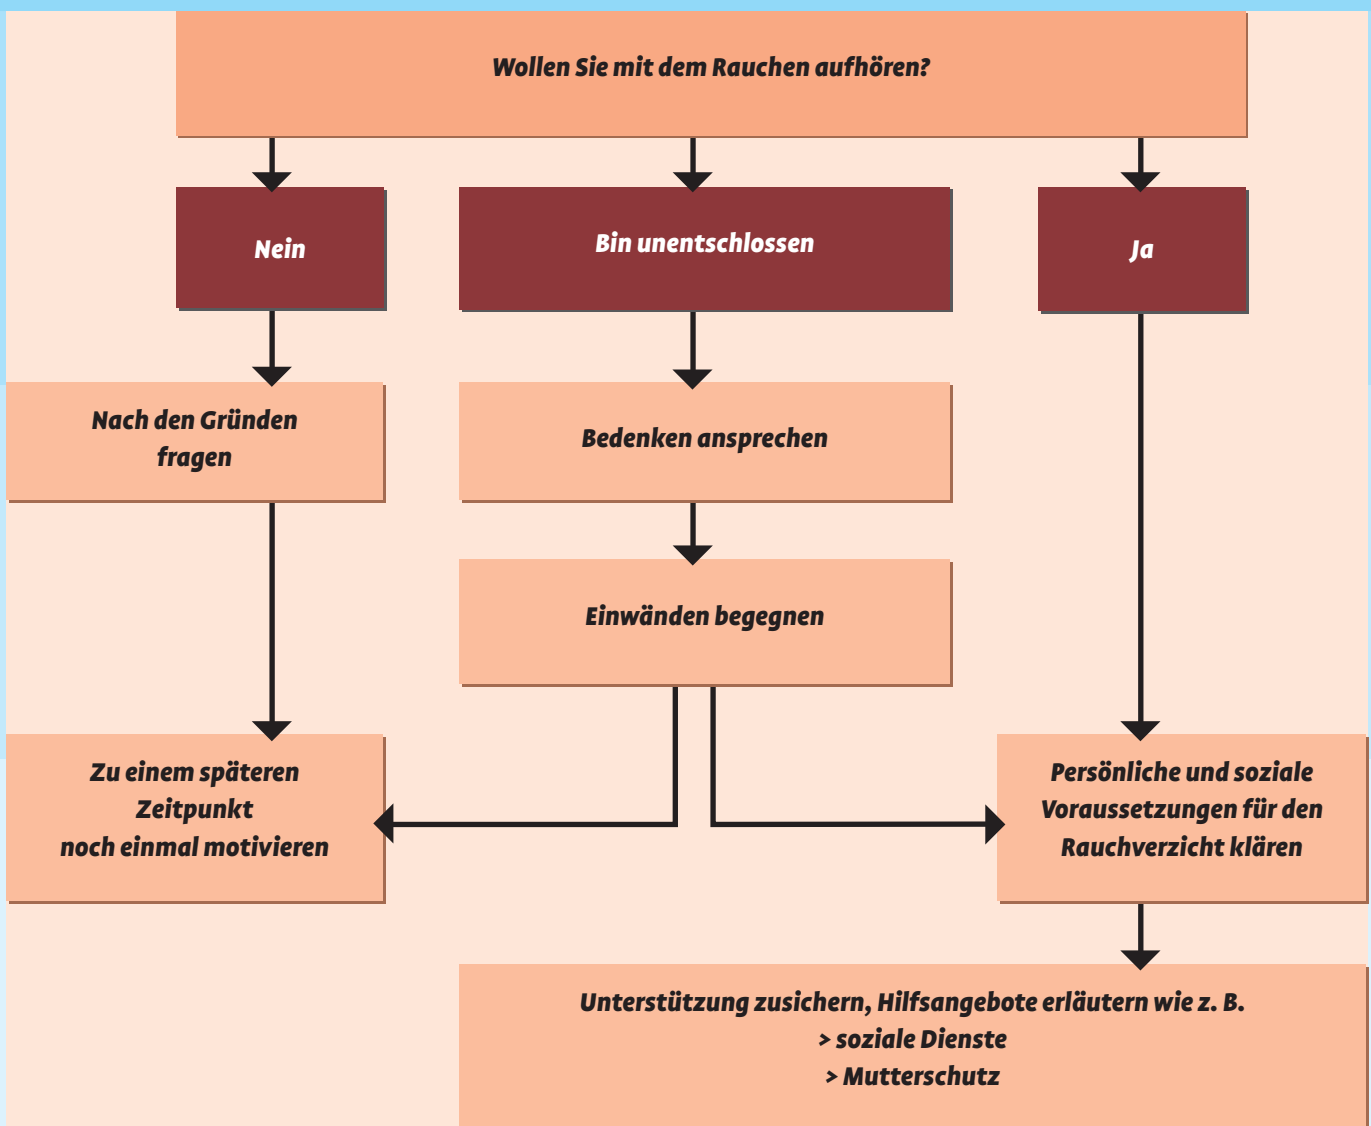 Wollen Sie mit dem Rauchen aufhören?
Nein
Bin unentschlossen
Ja
Nach den Gründen
fragen
Bedenken ansprechen
Einwänden begegnen
Zu einem späteren
Zeitpunkt
noch einmal motivieren
Persönliche und soziale
Voraussetzungen für den
Rauchverzicht klären
Unterstützung zusichern, Hilfsangebote erläutern wie z. B.
> soziale Dienste
> Mutterschutz